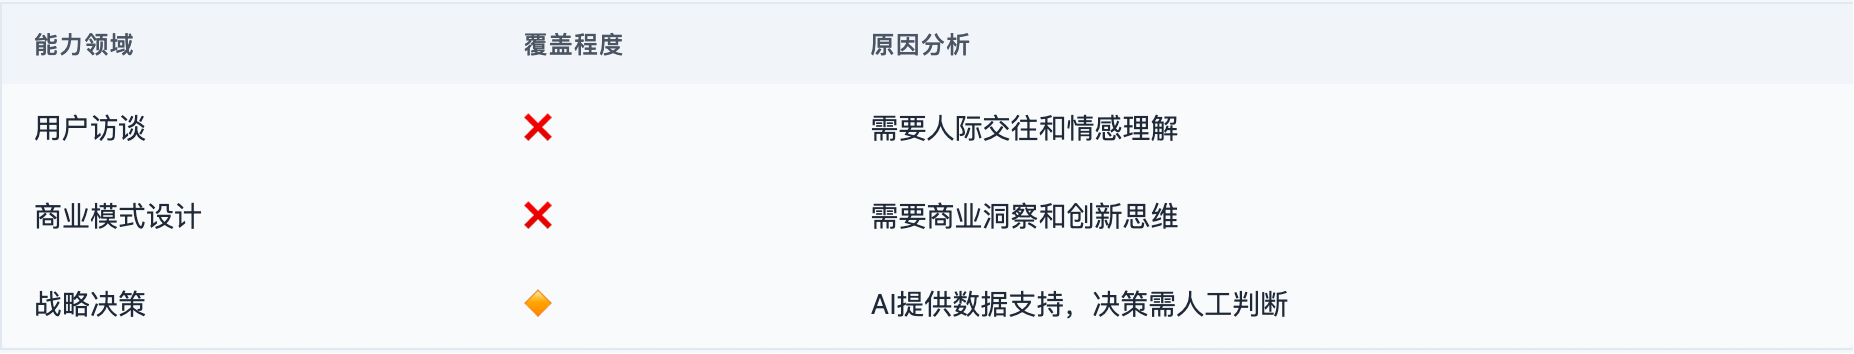 能力领域 覆盖程度 原因分析
用户访谈 ❌ 需要人际交往和情感理解
商业模式设计 ❌ 需要商业洞察和创新思维
战略决策 🔶 AI提供数据支持，决策需人工判断